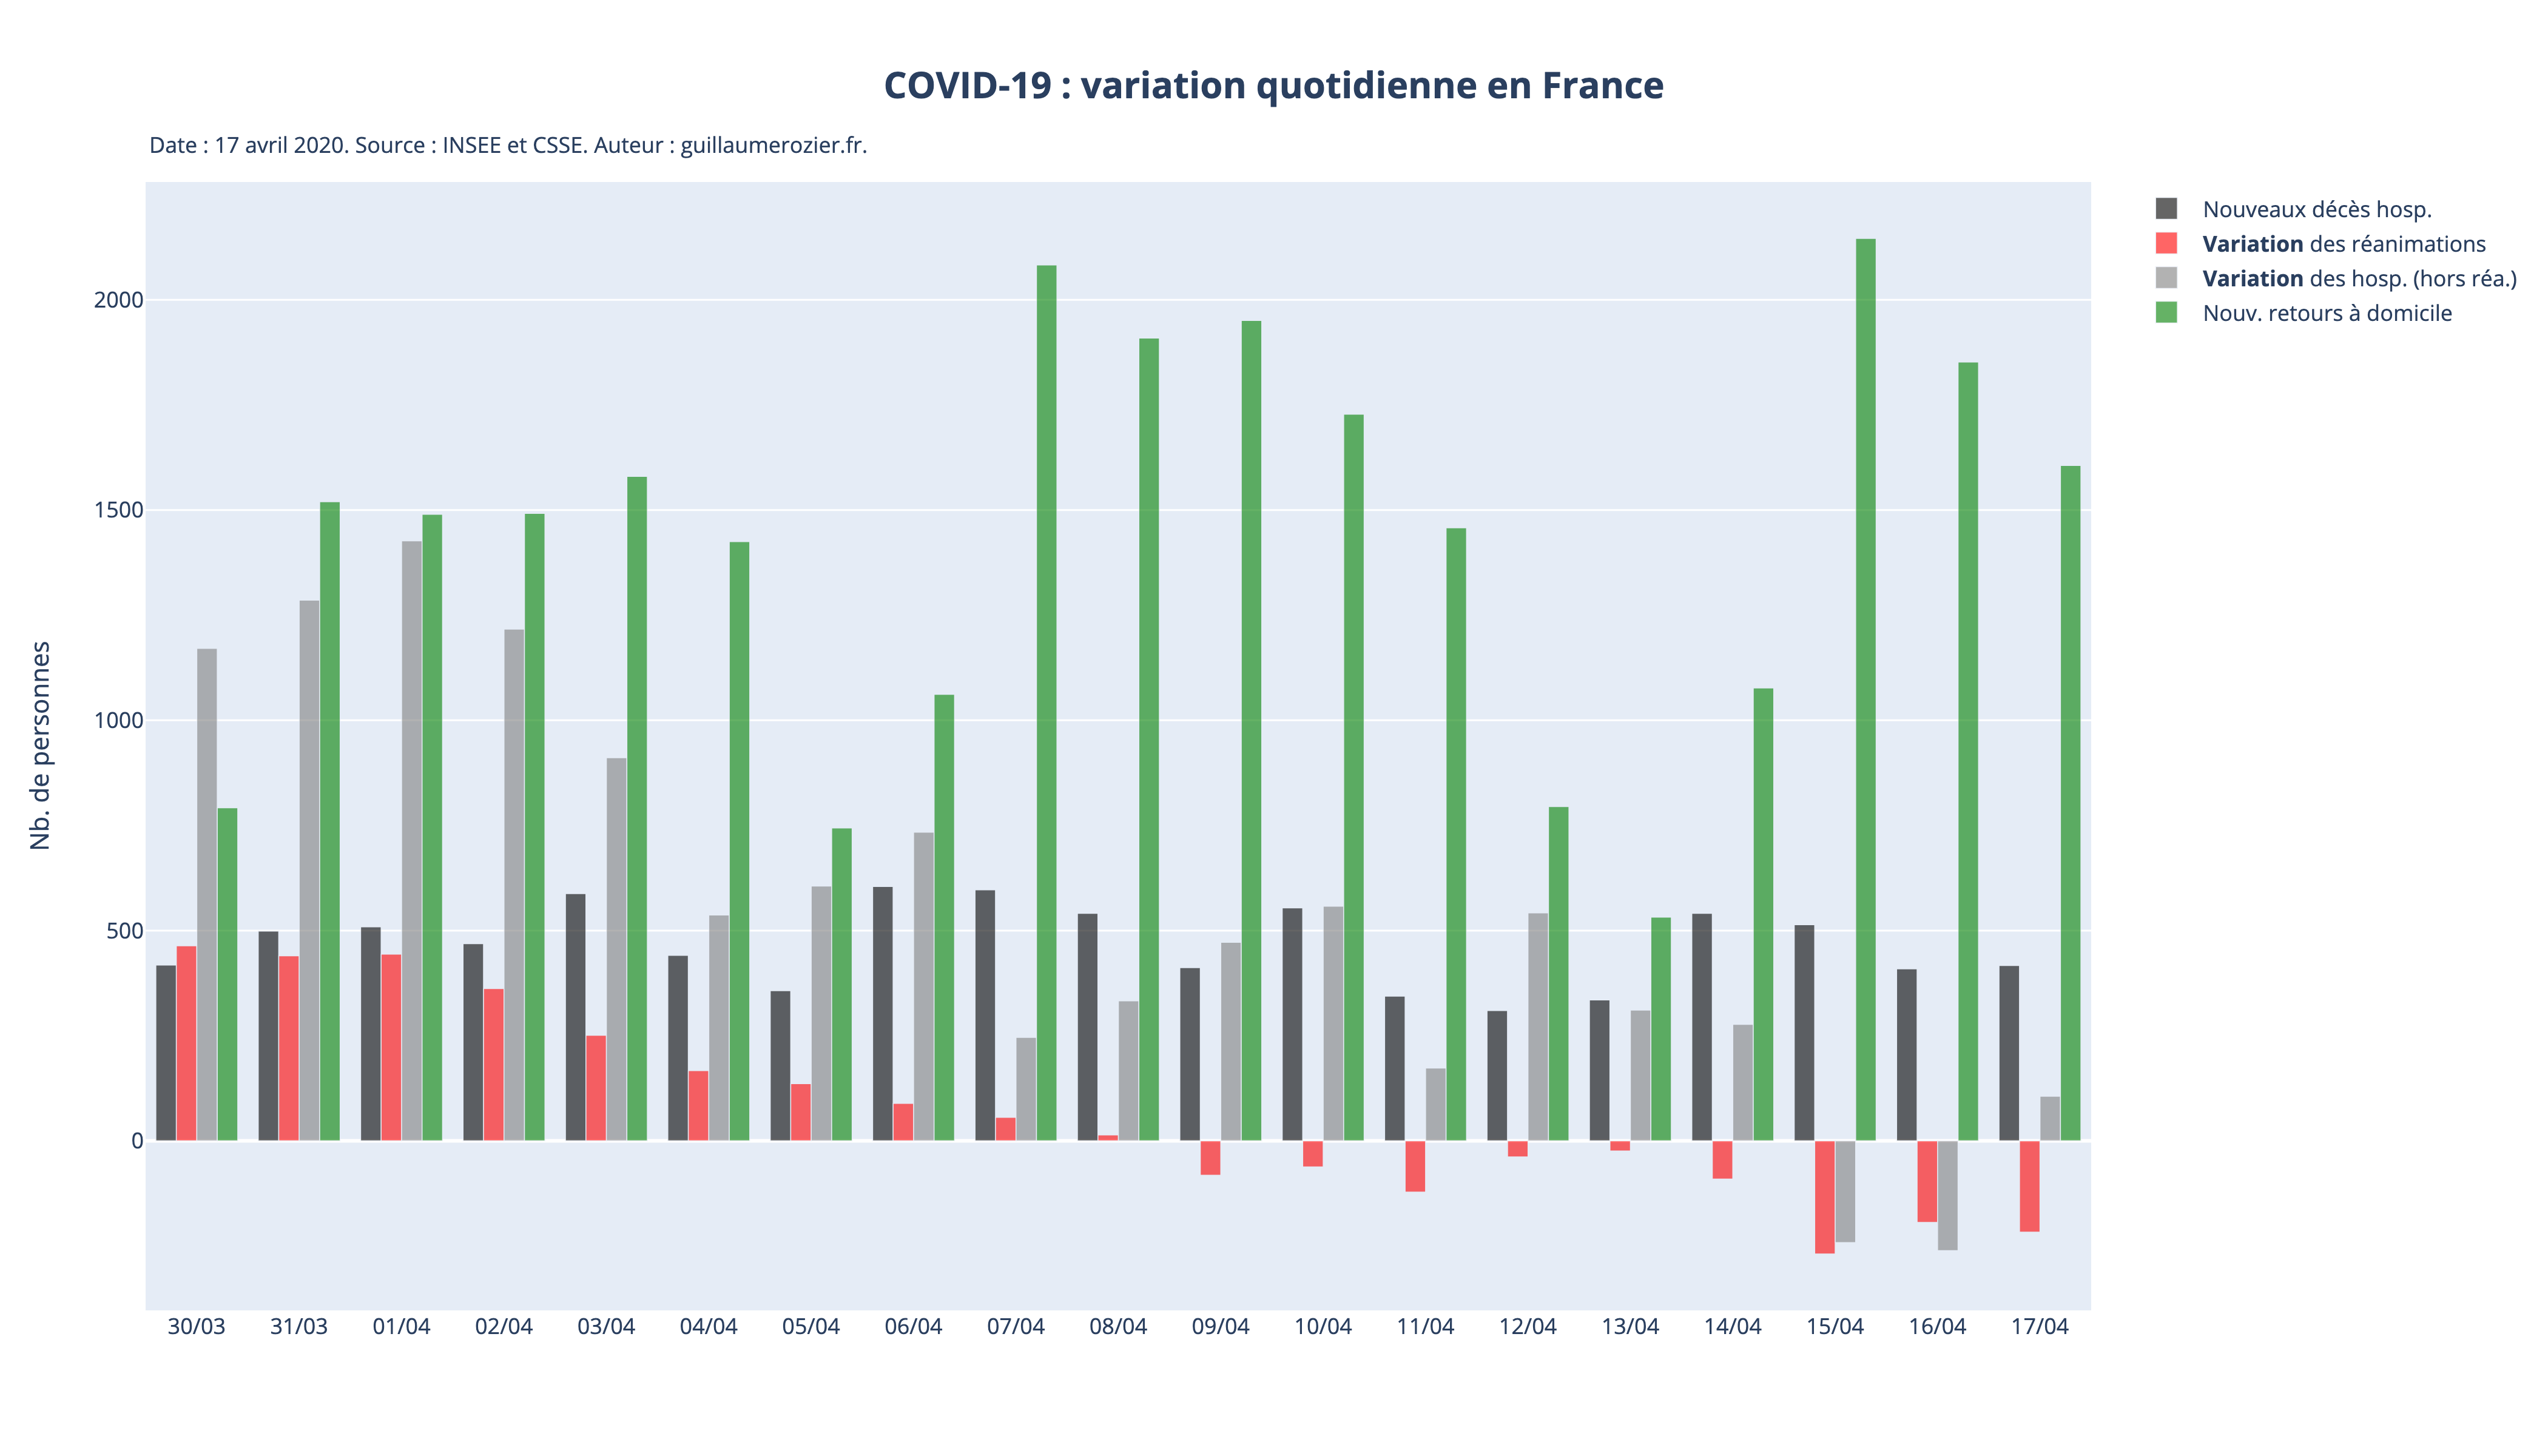 COVID-19 : variation quotidienne en France
Date : 17 avril 2020. Source : INSEE et CSSE. Auteur : guillaumerozier.fr.
Nouveaux décès hosp.
Variation des réanimations
Variation des hosp. (hors réa.)
Nouv. retours à domicile
Nb. de personnes
2000
1500
1000
500
0
30/03 31/03 01/04 02/04 03/04 04/04 05/04 06/04 07/04 08/04 09/04 10/04 11/04 12/04 13/04 14/04 15/04 16/04 17/04